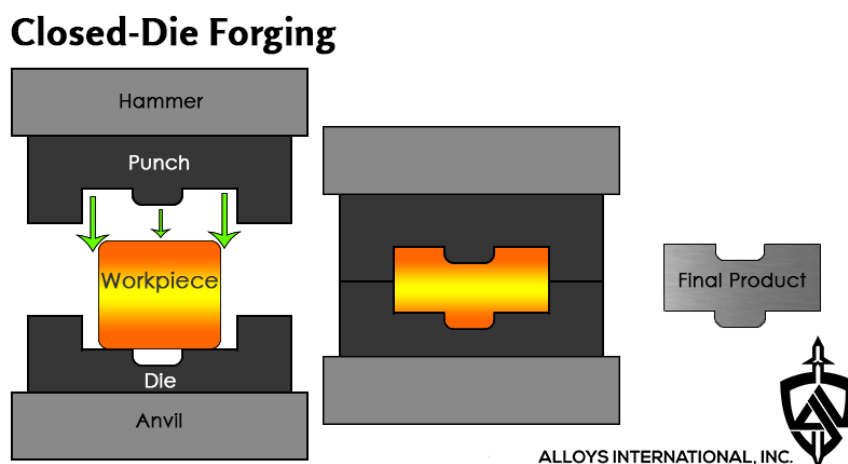 Closed-Die Forging
Hammer
Punch
Workpiece
Die
Anvil
Final Product
ALLOYS INTERNATIONAL, INC.